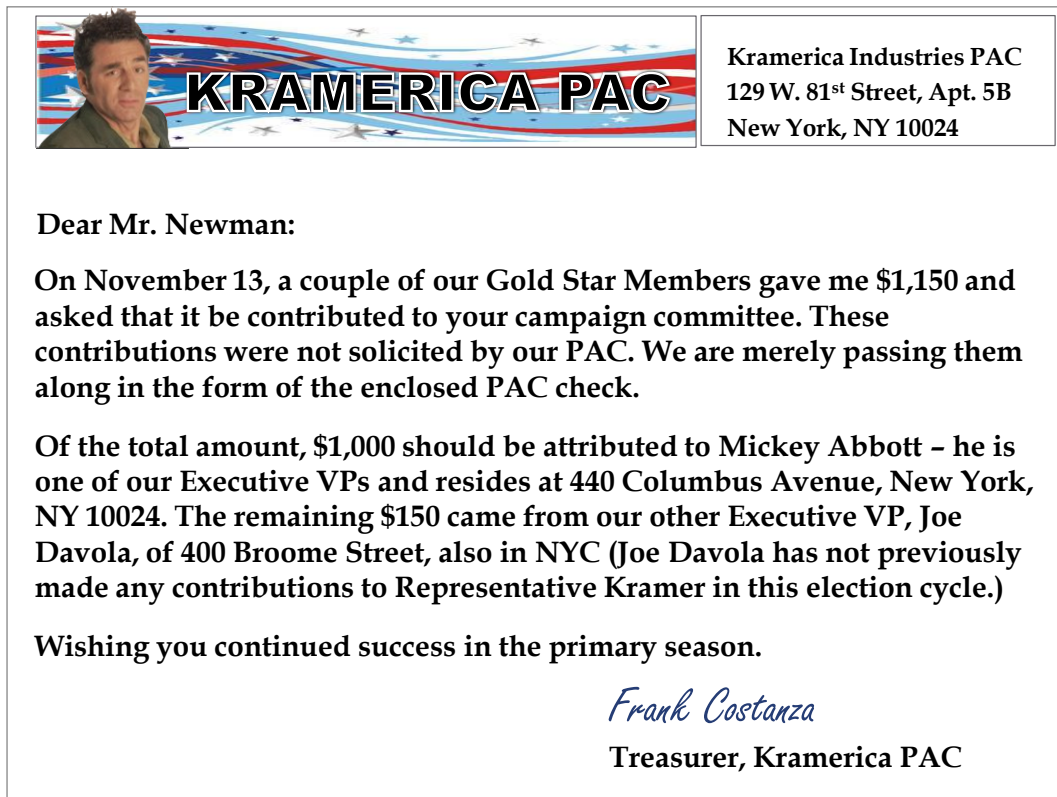 KRAMERICA PAC
Kramerica Industries PAC
129 W. 81st Street, Apt. 5B
New York, NY 10024
Dear Mr. Newman:
On November 13, a couple of our Gold Star Members gave me $1,150 and
asked that it be contributed to your campaign committee. These
contributions were not solicited by our PAC. We are merely passing them
along in the form of the enclosed PAC check.
Of the total amount, $1,000 should be attributed to Mickey Abbott – he is
one of our Executive VPs and resides at 440 Columbus Avenue, New York,
NY 10024. The remaining $150 came from our other Executive VP, Joe
Davola, of 400 Broome Street, also in NYC (Joe Davola has not previously
made any contributions to Representative Kramer in this election cycle.)
Wishing you continued success in the primary season.
Frank Costanza
Treasurer, Kramerica PAC